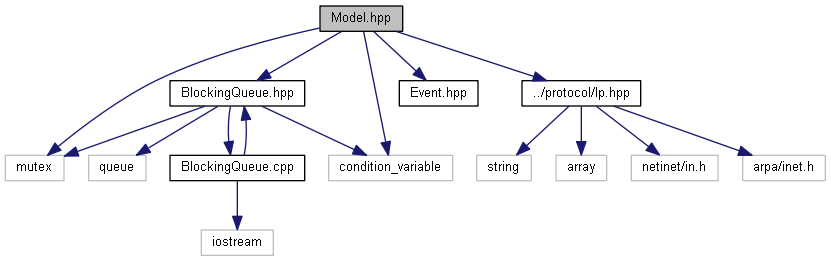 Model.hpp
BlockingQueue.hpp
Event.hpp
../protocol/Ip.hpp
mutex
queue
BlockingQueue.cpp
condition_variable
string
array
netinet/in.h
arpa/inet.h
iostream